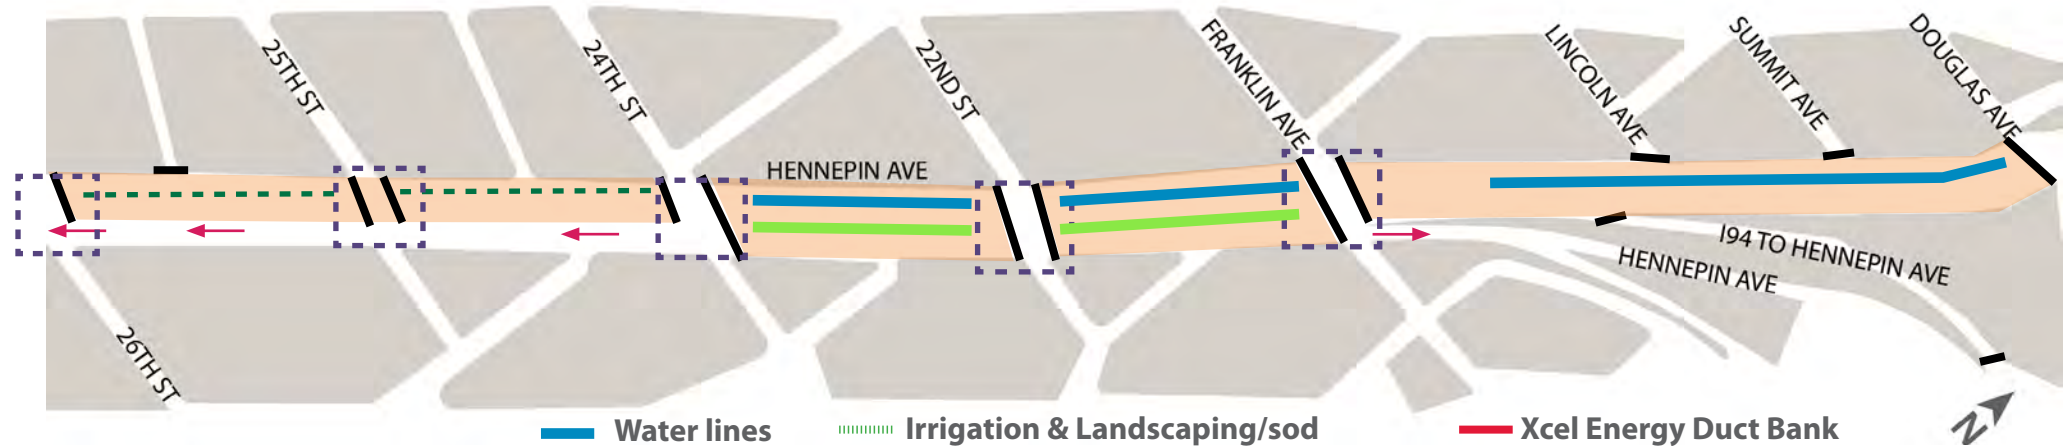 25TH ST
24TH ST
22ND ST
FRANKLIN AVE
LINCOLN AVE
SUMMIT AVE
DOUGLAS AVE
HENNEPIN AVE
I94 TO HENNEPIN AVE
HENNEPIN AVE
26TH ST
N
Water lines
Irrigation & Landscaping/sod
Xcel Energy Duct Bank